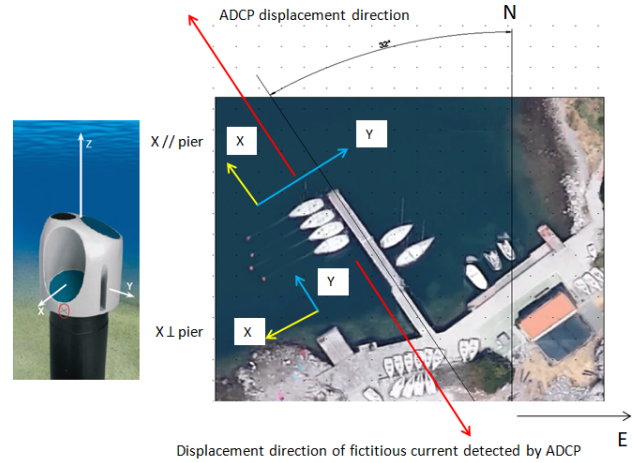 ADCP displacement direction
N
32°
X // pier
X
Y
Z
Y
X
X
Y
X ⊥ pier
X
E
Displacement direction of fictitious current detected by ADCP